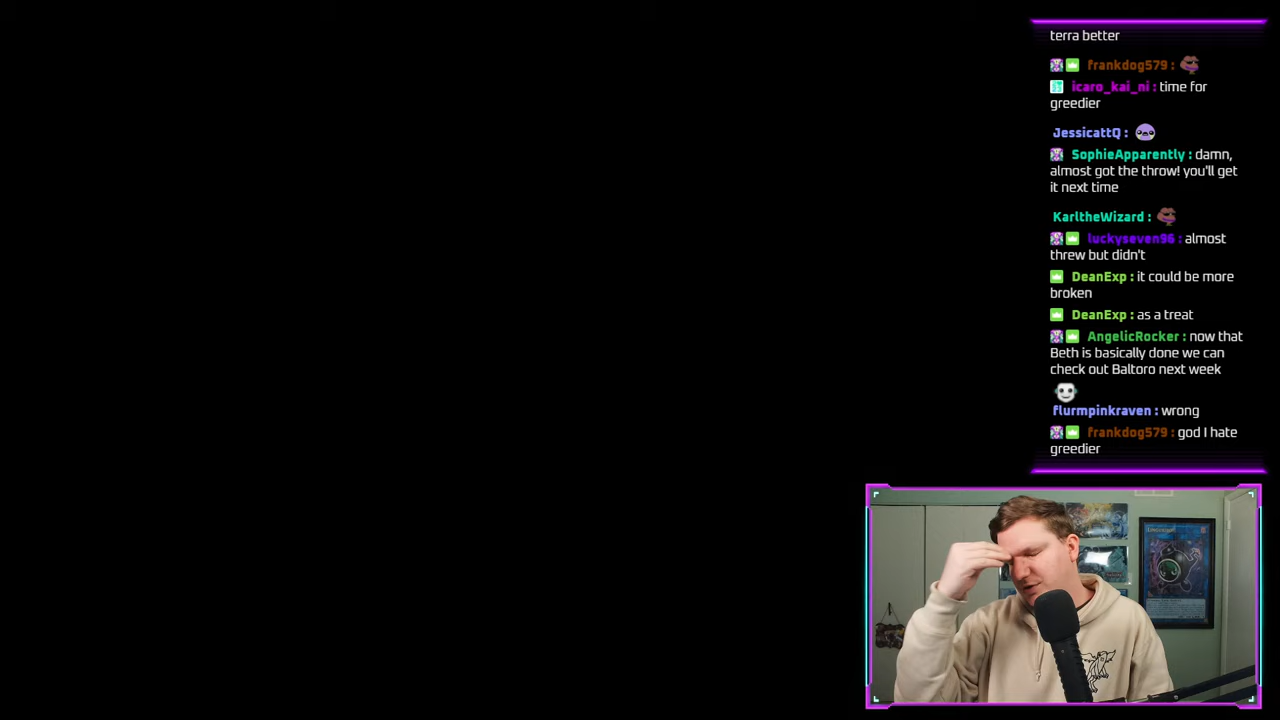 terra better
frankdog579 :
icaro_kai_ni : time for
greedier
JessicattQ :
SophieApparently : damn,
almost got the throw! you'll get
it next time
KarltheWizard :
luckyseven96 : almost
threw but didn't
DeanExp : it could be more
broken
DeanExp : as a treat
AngelicRocker : now that
Beth is basically done we can
check out Baltoro next week
flurmpinkraven : wrong
frankdog579 : god I hate
greedier